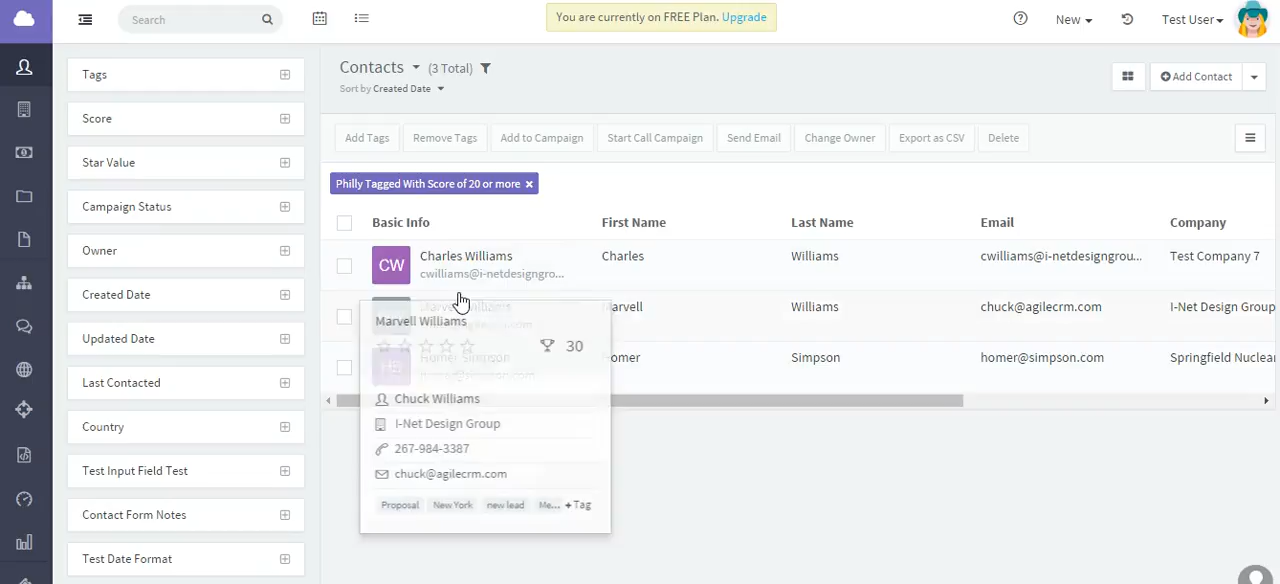 Search
You are currently on FREE Plan. Upgrade
New
Test User
Tags
Score
Star Value
Campaign Status
Owner
Created Date
Updated Date
Last Contacted
Country
Test Input Field Test
Contact Form Notes
Test Date Format
Contacts (3 Total)
Sort by Created Date
Add Contact
Add Tags Remove Tags Add to Campaign Start Call Campaign Send Email Change Owner Export as CSV Delete
Philly Tagged With Score of 20 or more ×
Basic Info First Name Last Name Email Company
CW Charles Williams Charles Williams cwilliams@i-netdesigngrou... Test Company 7
cwilliams@i-netdesigngro...
Marvell Williams Williams chuck@agilecrm.com I-Net Design Group
Homer Simpson Simpson homer@simpson.com Springfield Nuclear
Marvell Williams
30
Chuck Williams
I-Net Design Group
267-984-3387
chuck@agilecrm.com
Proposal New York new lead Me... + Tag